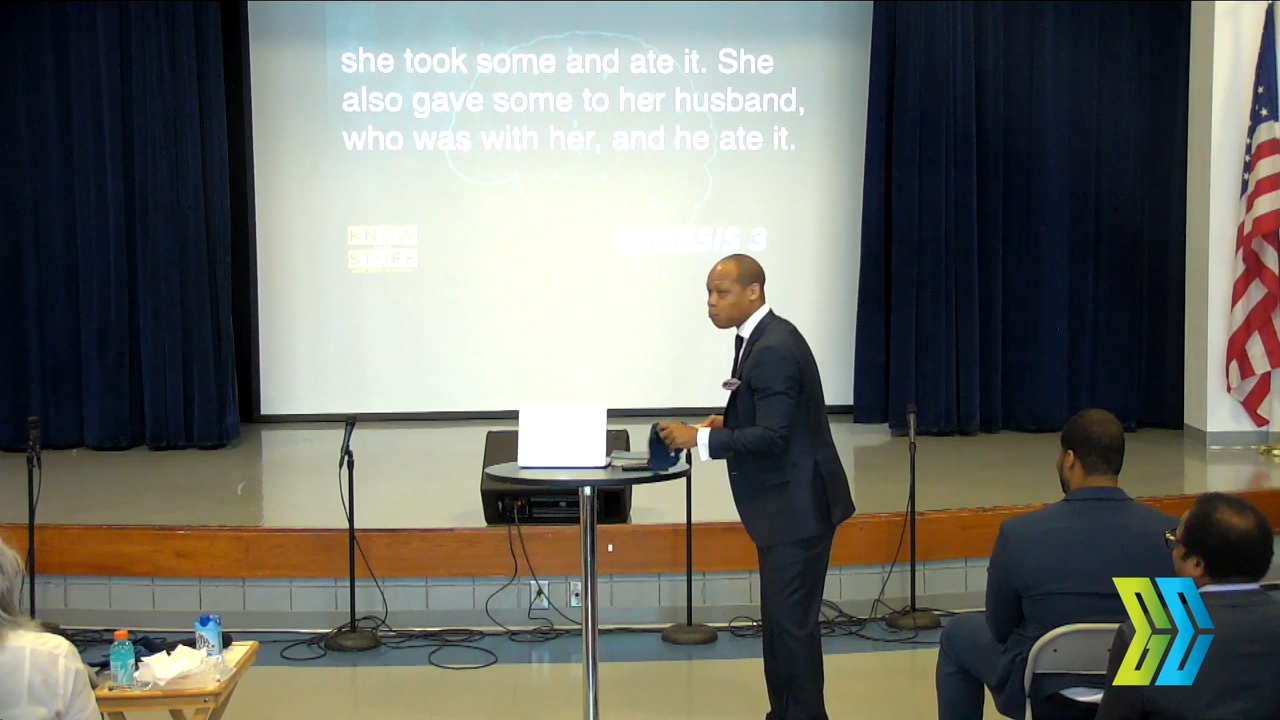 she took some and ate it. She
also gave some to her husband,
who was with her, and he ate it.
KNOW
STUFF
GENESIS 3